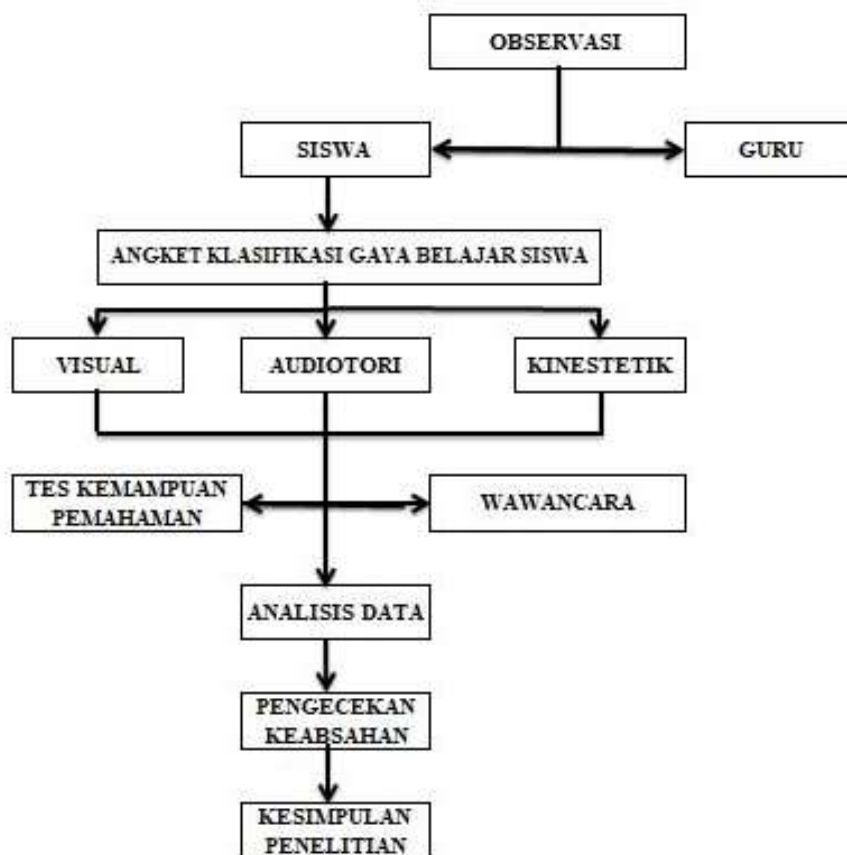 OBSERVASI
SISWA
GURU
ANGKET KLASIFIKASI GAYA BELAJAR SISWA
VISUAL
AUDIOTORI
KINESTETIK
TES KEMAMPUAN
PEMAHAMAN
WAWANCARA
ANALISIS DATA
PENGECEKAN
KEABSAHAN
KESIMPULAN
PENELITIAN